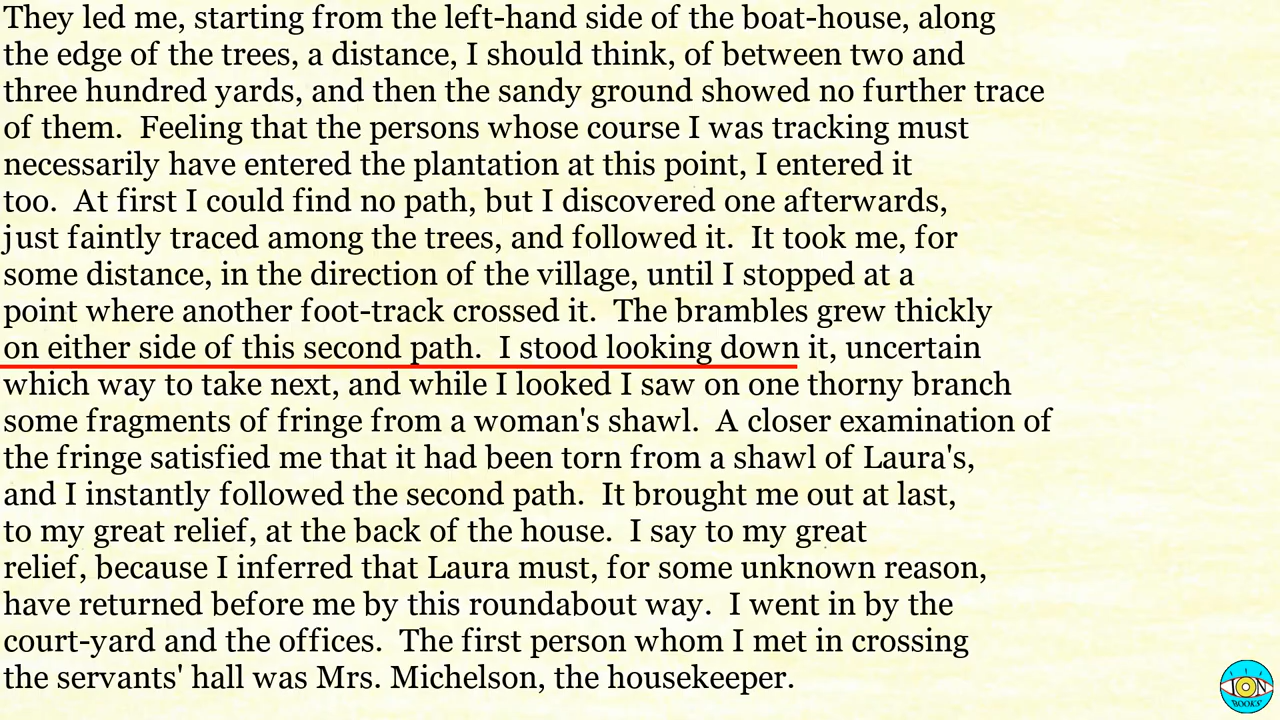 They led me, starting from the left-hand side of the boat-house, along
the edge of the trees, a distance, I should think, of between two and
three hundred yards, and then the sandy ground showed no further trace
of them.  Feeling that the persons whose course I was tracking must
necessarily have entered the plantation at this point, I entered it
too.  At first I could find no path, but I discovered one afterwards,
just faintly traced among the trees, and followed it.  It took me, for
some distance, in the direction of the village, until I stopped at a
point where another foot-track crossed it.  The brambles grew thickly
on either side of this second path.  I stood looking down it, uncertain
which way to take next, and while I looked I saw on one thorny branch
some fragments of fringe from a woman's shawl.  A closer examination of
the fringe satisfied me that it had been torn from a shawl of Laura's,
and I instantly followed the second path.  It brought me out at last,
to my great relief, at the back of the house.  I say to my great
relief, because I inferred that Laura must, for some unknown reason,
have returned before me by this roundabout way.  I went in by the
court-yard and the offices.  The first person whom I met in crossing
the servants' hall was Mrs. Michelson, the housekeeper.
ION
BOOKS